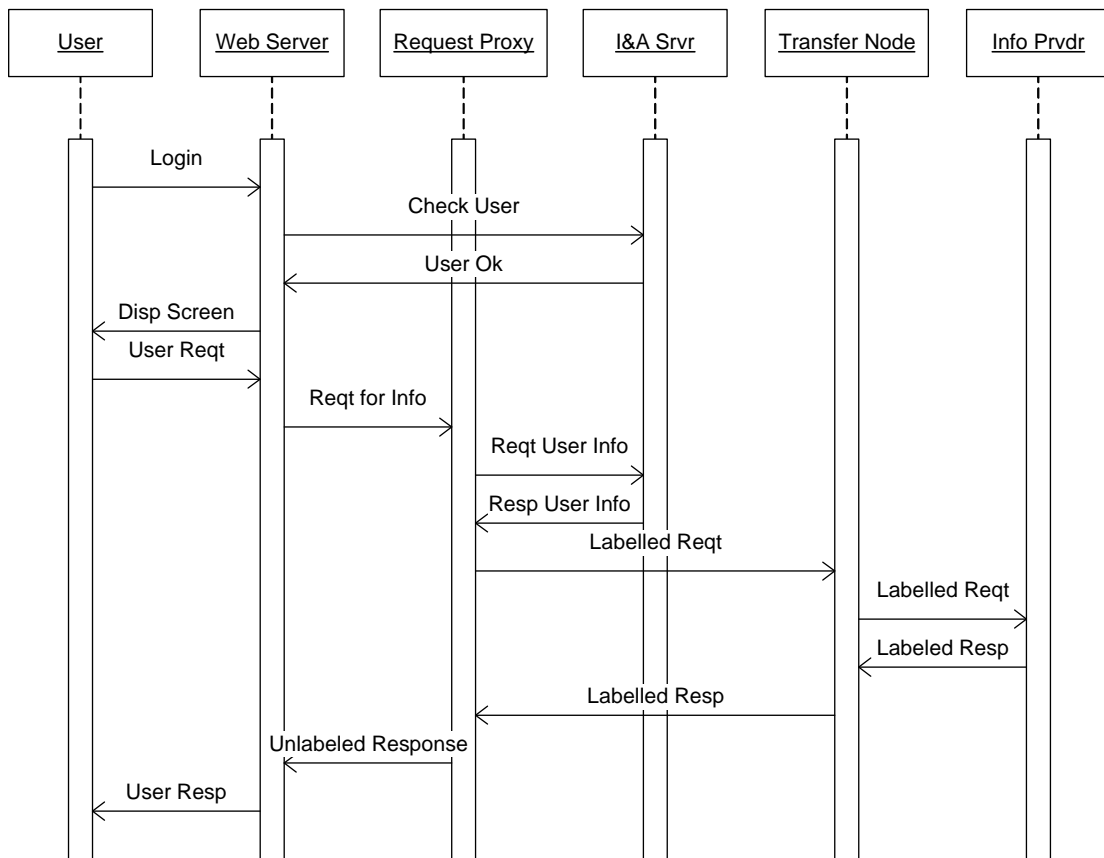 User
Web Server
Request Proxy
I&A Srvr
Transfer Node
Info Prvdr
Login
Check User
User Ok
Disp Screen
User Reqt
Reqt for Info
Reqt User Info
Resp User Info
Labelled Reqt
Labelled Reqt
Labeled Resp
Labelled Resp
Unlabeled Response
User Resp